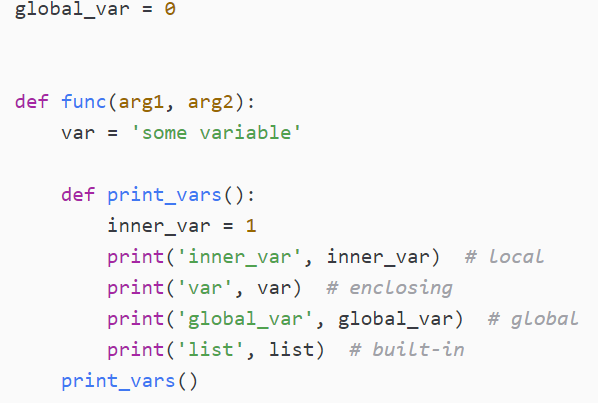 global_var = 0
def func(arg1, arg2):
    var = 'some variable'
    def print_vars():
        inner_var = 1
        print('inner_var', inner_var)  # local
        print('var', var)  # enclosing
        print('global_var', global_var)  # global
        print('list', list)  # built-in
    print_vars()